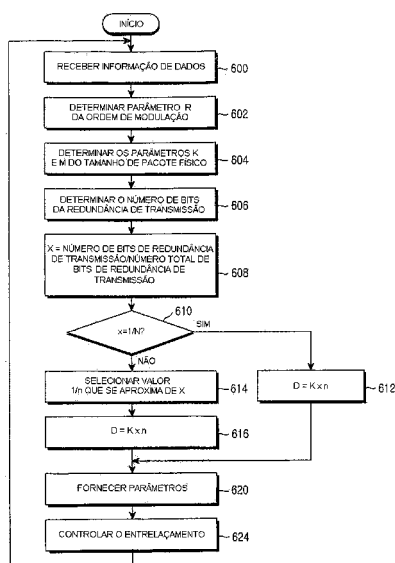 INÍCIO
RECEBER INFORMAÇÃO DE DADOS
600
DETERMINAR PARÂMETRO R
DA ORDEM DE MODULAÇÃO
602
DETERMINAR OS PARÂMETROS K
E M DO TAMANHO DE PACOTE FÍSICO
604
DETERMINAR O NÚMERO DE BITS
DA REDUNDÂNCIA DE TRANSMISSÃO
606
X = NÚMERO DE BITS DE REDUNDÂNCIA
DE TRANSMISSÃO/NÚMERO TOTAL DE
BITS DE REDUNDÂNCIA DE
TRANSMISSÃO
608
610
x=1/N?
SIM
NÃO
SELECIONAR VALOR
1/n QUE SE APROXIMA DE X
614
D = K x n
612
D = K x n
616
FORNECER PARÂMETROS
620
CONTROLAR O ENTRELAÇAMENTO
624